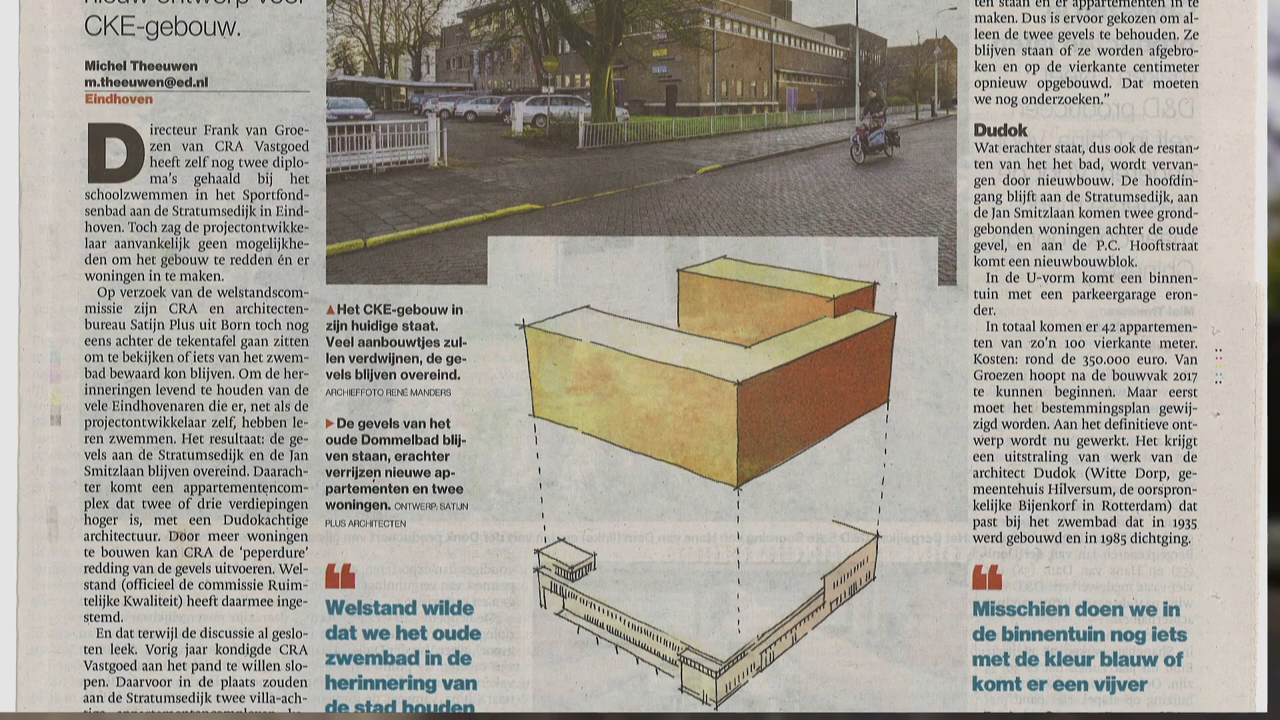 nieuw ontwerp voor
CKE-gebouw.
Michel Theeuwen
m.theeuwen@ed.nl
Eindhoven
Directeur Frank van Groe-
zen van CRA Vastgoed
heeft zelf nog twee diplo-
ma's gehaald bij het
schoolzwemmen in het Sportfond-
senbad aan de Stratumsedijk in Eind-
hoven. Toch zag de projectontwikke-
laar aanvankelijk geen mogelijkhe-
den om het gebouw te redden én er
woningen in te maken.
Op verzoek van de welstandscom-
missie zijn CRA en architecten-
bureau Satijn Plus uit Born toch nog
eens achter de tekentafel gaan zitten
om te bekijken of iets van het zwem-
bad bewaard kon blijven. Om de her-
inneringen levend te houden van de
vele Eindhovenaren die er, net als de
projectontwikkelaar zelf, hebben le-
ren zwemmen. Het resultaat: de ge-
vels aan de Stratumsedijk en de Jan
Smitzlaan blijven overeind. Daarach-
ter komt een appartementencom-
plex dat twee of drie verdiepingen
hoger is, met een Dudokachtige
architectuur. Door meer woningen
te bouwen kan CRA de 'peperdure'
redding van de gevels uitvoeren. Wel-
stand (officieel de commissie Ruim-
telijke Kwaliteit) heeft daarmee inge-
stemd.
En dat terwijl de discussie al geslo-
ten leek. Vorig jaar kondigde CRA
Vastgoed aan het pand te willen slo-
pen. Daarvoor in de plaats zouden
aan de Stratumsedijk twee villa-ach-
▲Het CKE-gebouw in
zijn huidige staat.
Veel aanbouwtjes zul-
len verdwijnen, de ge-
vels blijven overeind.
ARCHIEFFOTO RENÉ MANDERS
▶De gevels van het
oude Dommelbad blij-
ven staan, erachter
verrijzen nieuwe ap-
partementen en twee
woningen. ONTWERP: SATIJN
PLUS ARCHITECTEN
Welstand wilde
dat we het oude
zwembad in de
herinnering van
de stad houden
ten staan en er appartementen in te
maken. Dus is ervoor gekozen om al-
leen de twee gevels te behouden. Ze
blijven staan of ze worden afgebro-
ken en op de vierkante centimeter
opnieuw opgebouwd. Dat moeten
we nog onderzoeken."
Dudok
Wat erachter staat, dus ook de restan-
ten van het het bad, wordt vervan-
gen door nieuwbouw. De hoofdin-
gang blijft aan de Stratumsedijk, aan
de Jan Smitzlaan komen twee grond-
gebonden woningen achter de oude
gevel, en aan de P.C. Hooftstraat
komt een nieuwbouwblok.
In de U-vorm komt een binnen-
tuin met een parkeergarage eron-
der.
In totaal komen er 42 appartemen-
ten van zo'n 100 vierkante meter.
Kosten: rond de 350.000 euro. Van
Groezen hoopt na de bouwvak 2017
te kunnen beginnen. Maar eerst
moet het bestemmingsplan gewij-
zigd worden. Aan het definitieve ont-
werp wordt nu gewerkt. Het krijgt
een uitstraling van werk van de
architect Dudok (Witte Dorp, ge-
meentehuis Hilversum, de oorspron-
kelijke Bijenkorf in Rotterdam) dat
past bij het zwembad dat in 1935
werd gebouwd en in 1985 dichtging.
Misschien doen we in
de binnentuin nog iets
met de kleur blauw of
komt er een vijver